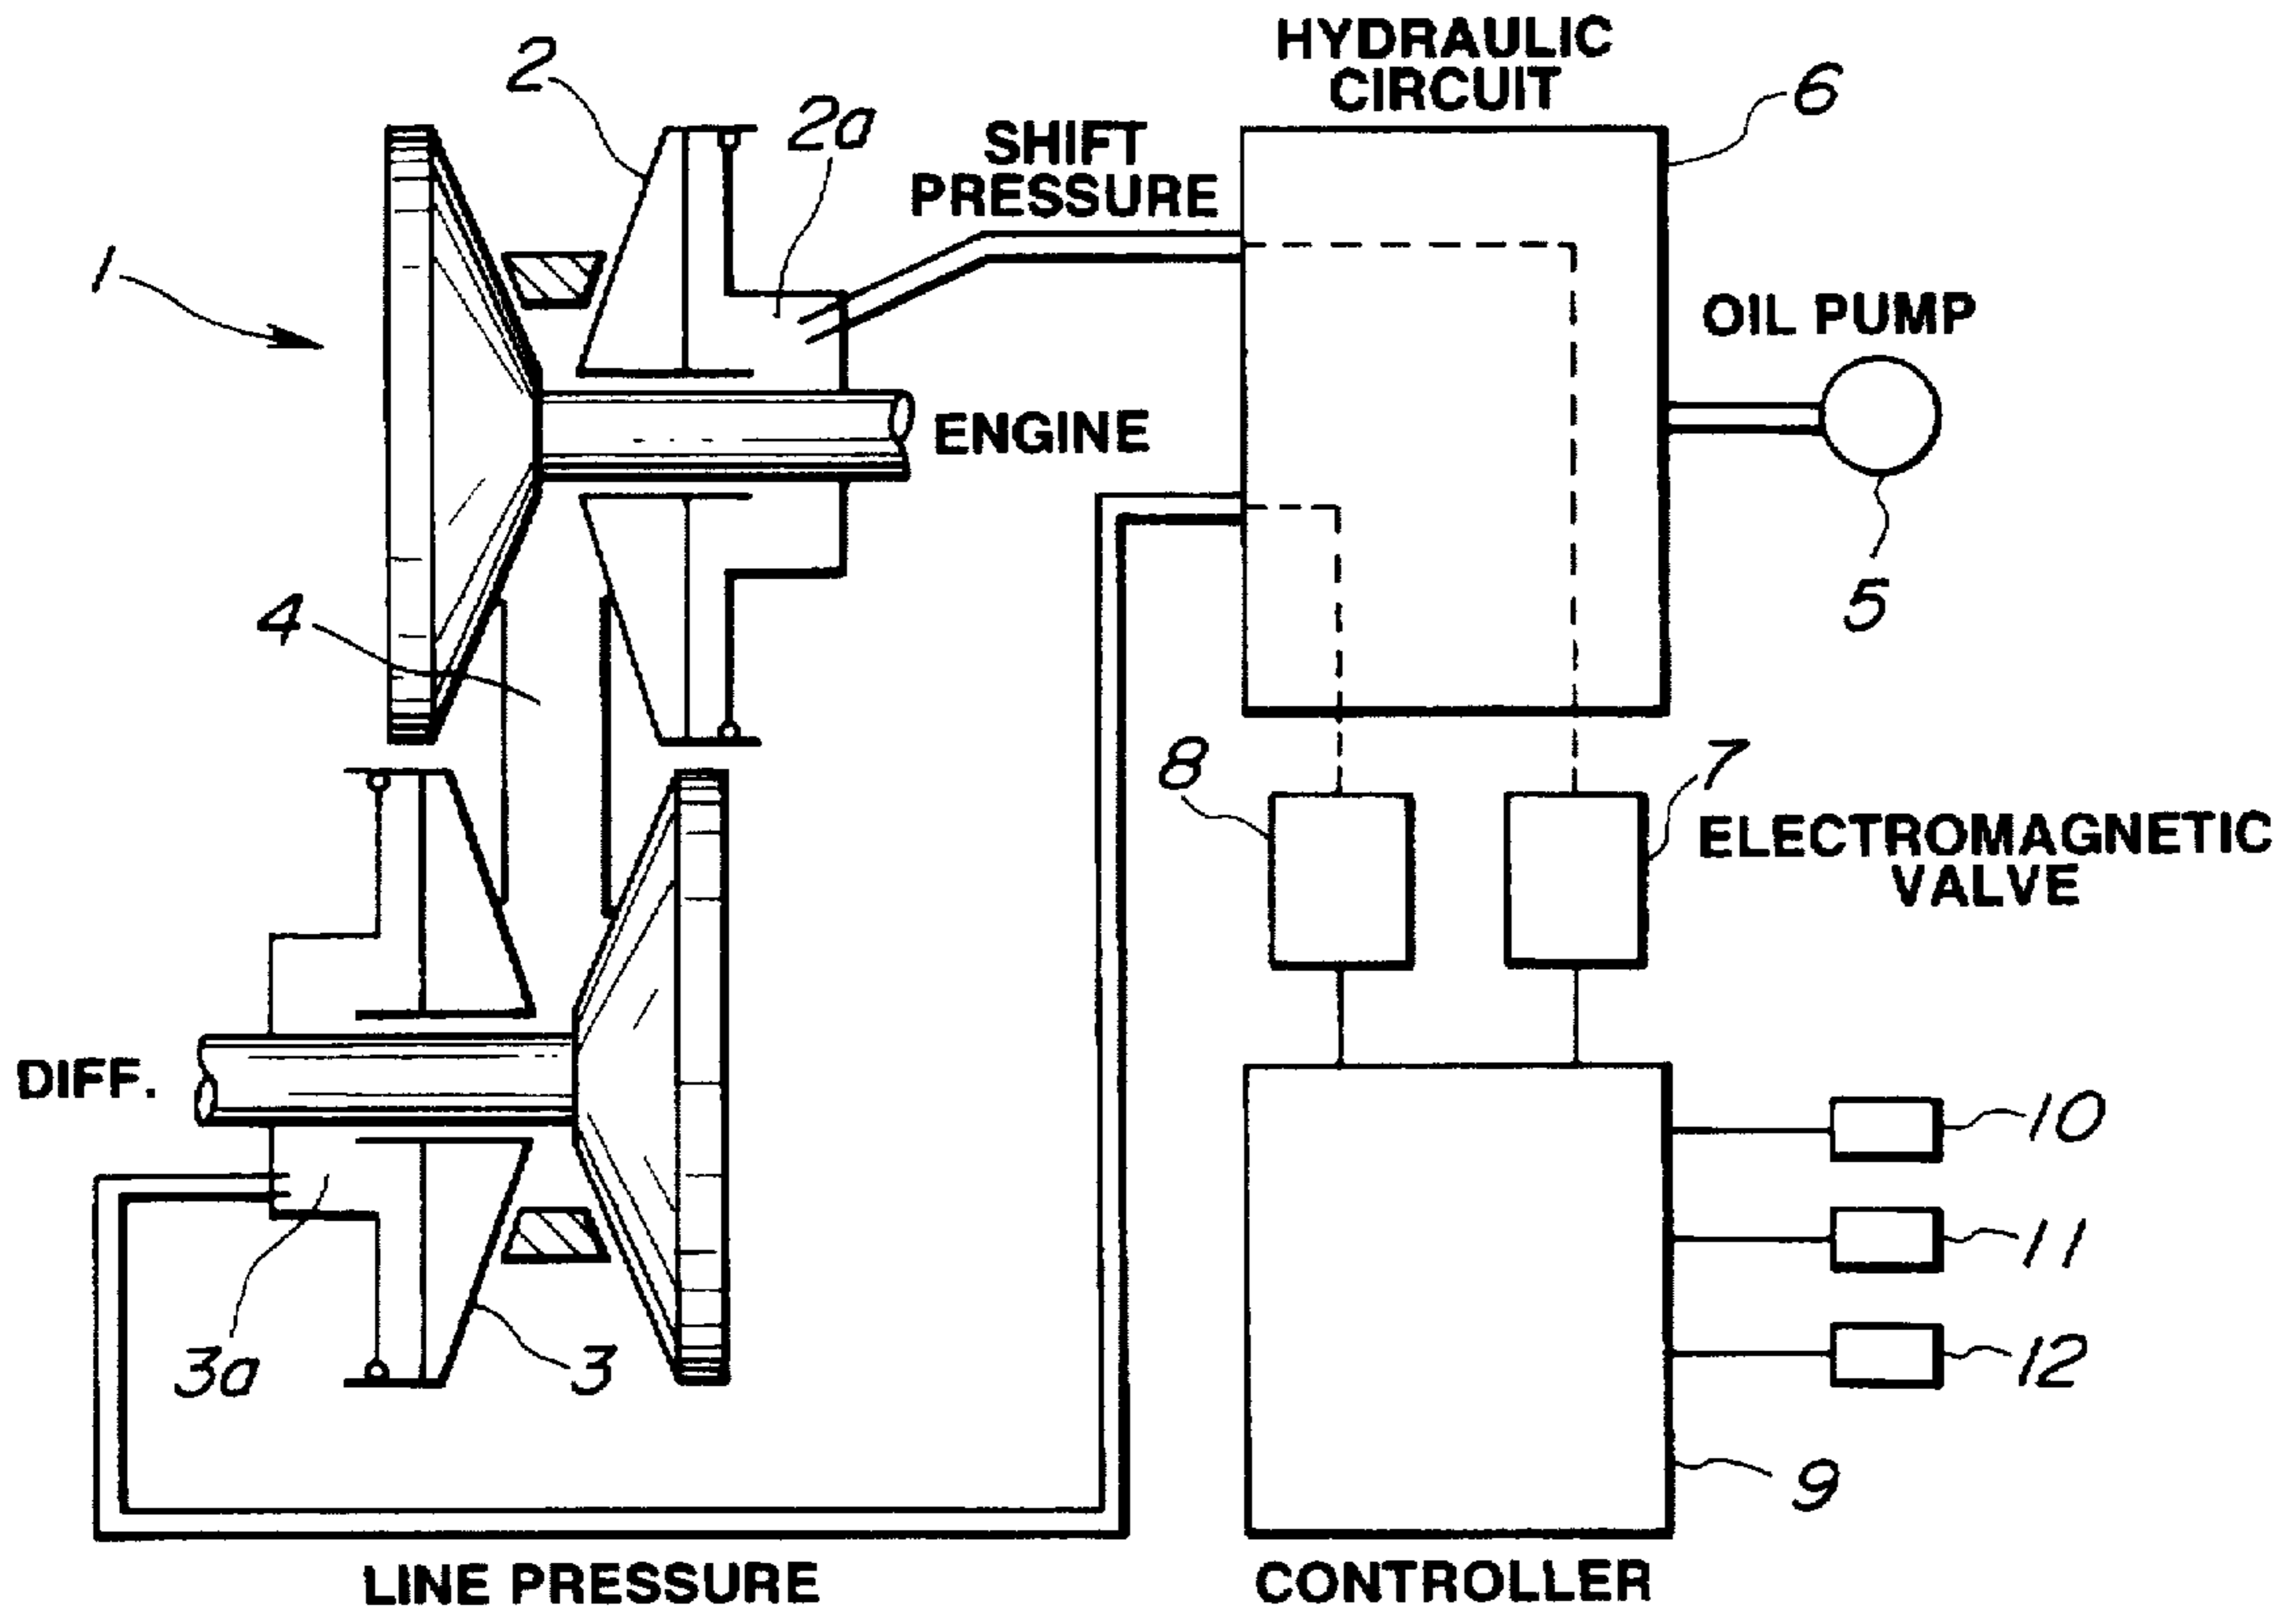 HYDRAULIC
CIRCUIT
2
6
2a
SHIFT
PRESSURE
1
OIL PUMP
ENGINE
5
4
8
7
ELECTROMAGNETIC
VALVE
DIFF.
10
11
3a
3
12
9
LINE PRESSURE
CONTROLLER